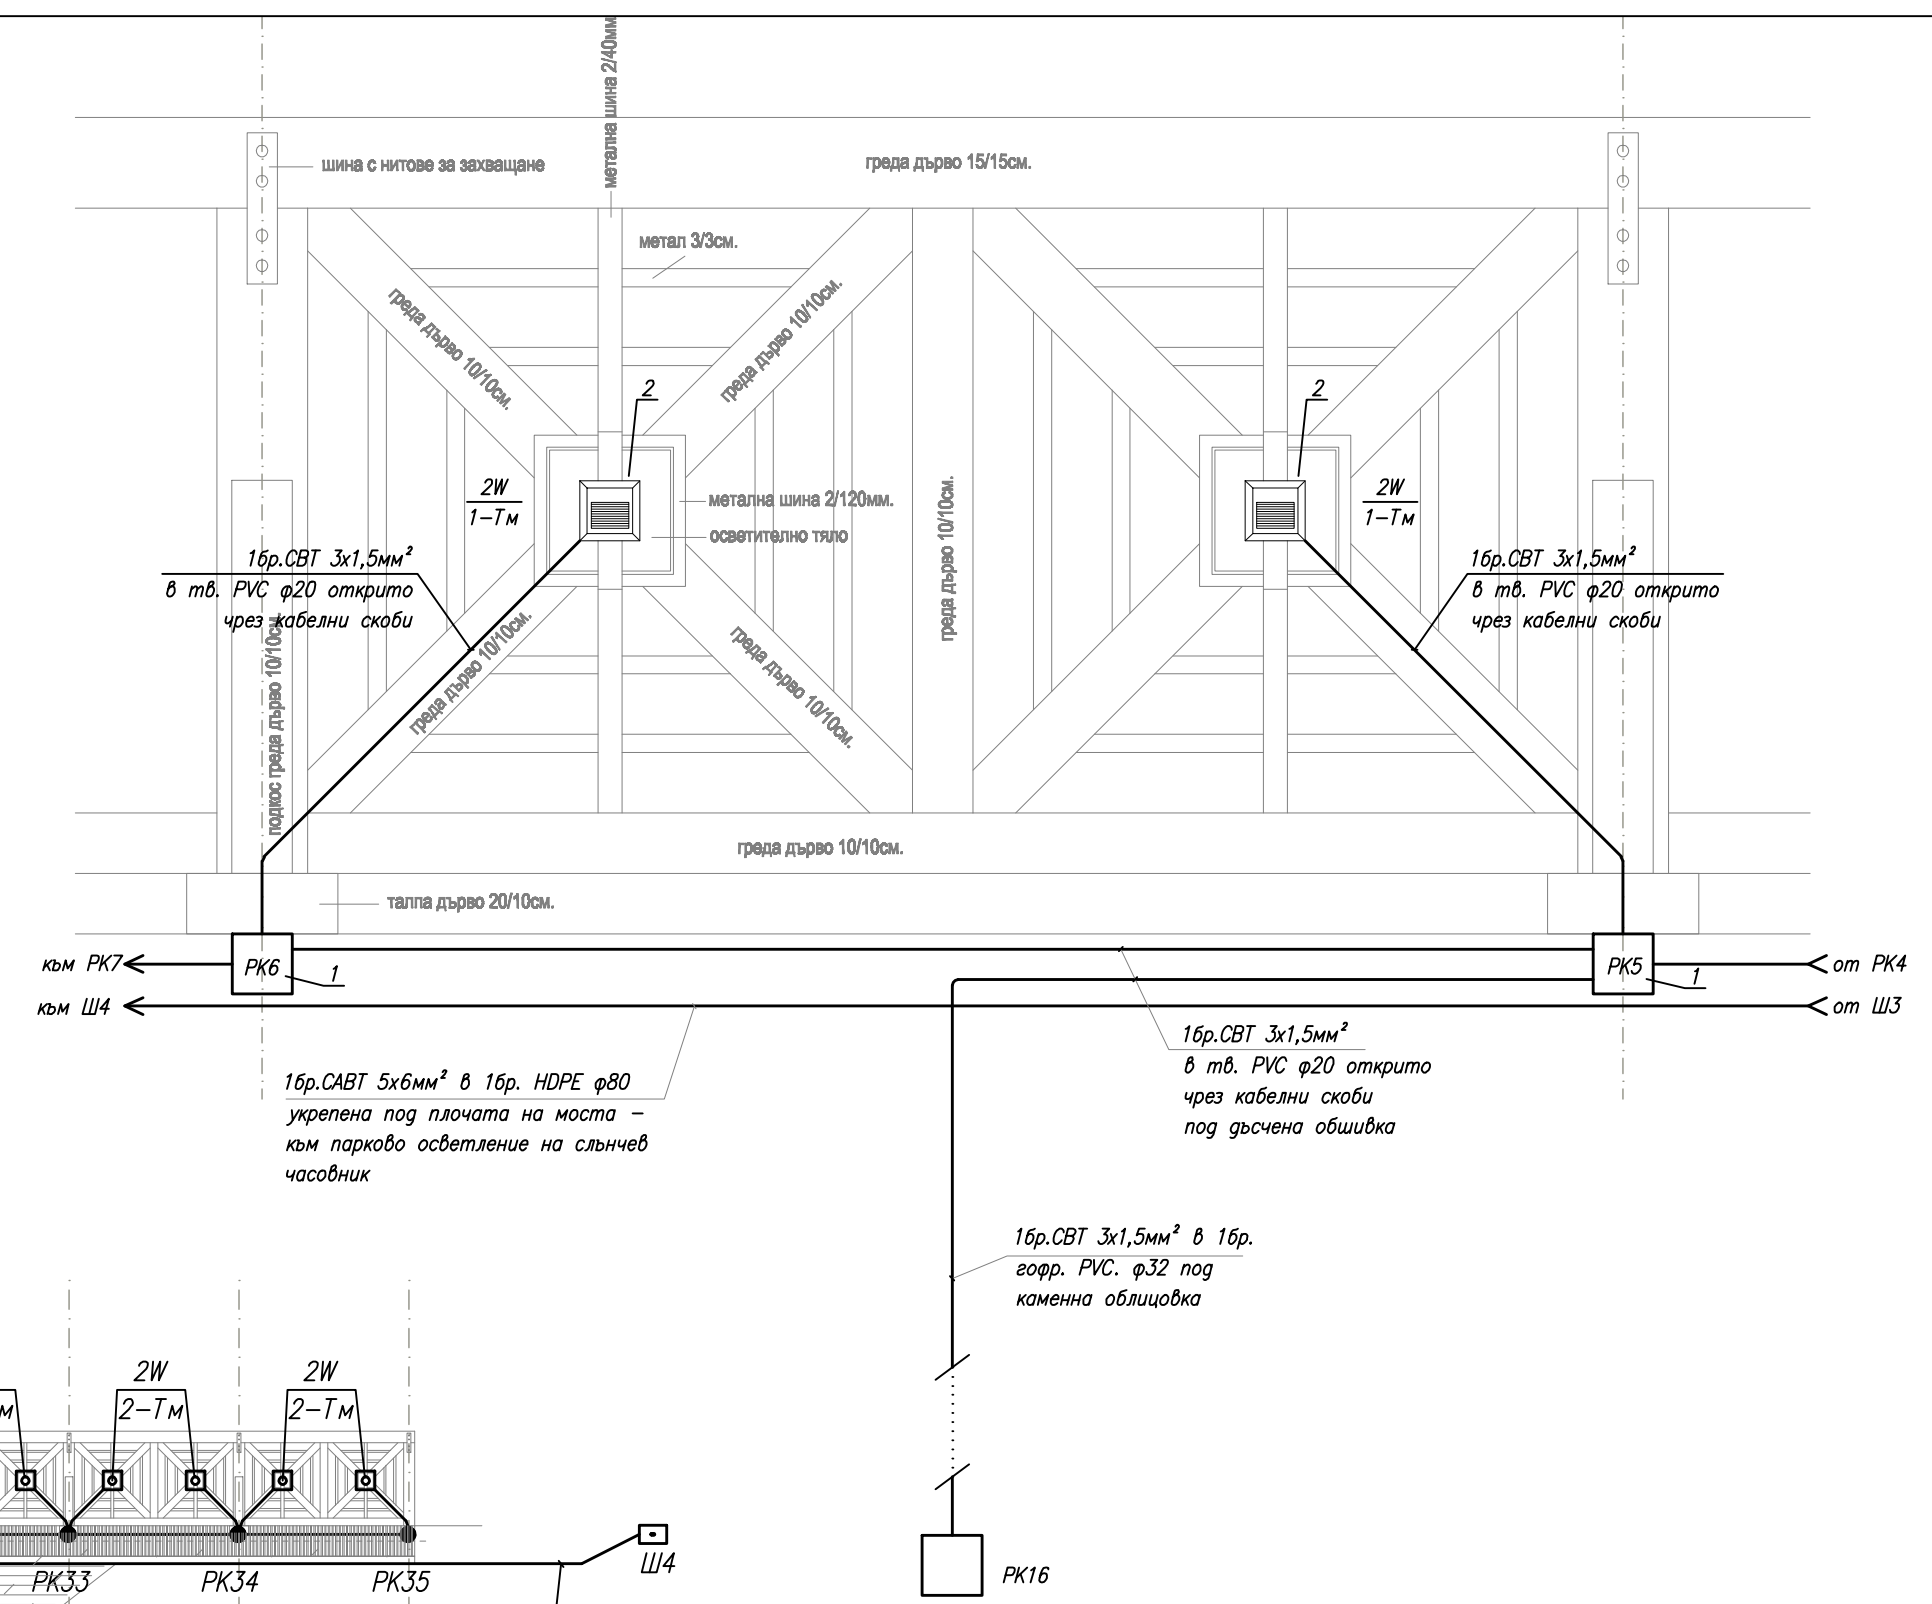 метална шина 2/40мм
шина с нитове за захващане
греда дърво 15/15см.
метал 3/3см.
греда дърво 10/10см.
греда дърво 10/10см.
2
2
2W
1-Тм
метална шина 2/120мм.
осветително тяло
греда дърво 10/10см.
2W
1-Тм
1бр.СВТ 3х1,5мм²
в тв. PVC φ20 открито
чрез кабелни скоби
1бр.СВТ 3х1,5мм²
в тв. PVC φ20 открито
чрез кабелни скоби
подкос греда дърво 10/10см.
греда дърво 10/10см.
греда дърво 10/10см.
греда дърво 10/10см.
талпа дърво 20/10см.
към РК7
РК6
1
РК5
1
от РК4
към Ш4
от Ш3
1бр.САВТ 5х6мм² в 1бр. HDPE φ80
укрепена под плочата на моста -
към парково осветление на слънчев
часовник
1бр.СВТ 3х1,5мм²
в тв. PVC φ20 открито
чрез кабелни скоби
под дъсчена обшивка
1бр.СВТ 3х1,5мм² в 1бр.
гофр. PVC. φ32 под
каменна облицовка
2W
2-Тм
2W
2-Тм
м
РК33
РК34
РК35
Ш4
РК16